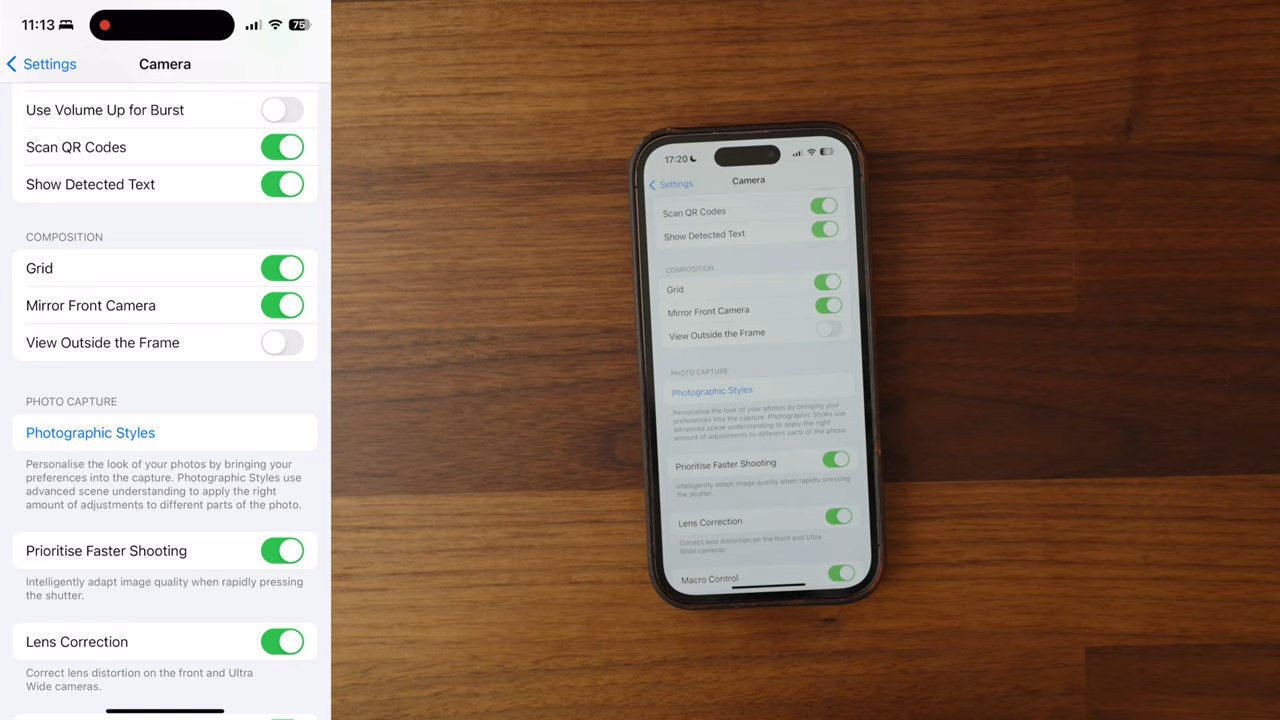 11:13
75
Settings
Camera
Use Volume Up for Burst
Scan QR Codes
Show Detected Text
COMPOSITION
Grid
Mirror Front Camera
View Outside the Frame
PHOTO CAPTURE
Photographic Styles
Personalise the look of your photos by bringing your
preferences into the capture. Photographic Styles use
advanced scene understanding to apply the right
amount of adjustments to different parts of the photo.
Prioritise Faster Shooting
Intelligently adapt image quality when rapidly pressing
the shutter.
Lens Correction
Correct lens distortion on the front and Ultra
Wide cameras.
17:20
Settings
Camera
Scan QR Codes
Show Detected Text
COMPOSITION
Grid
Mirror Front Camera
View Outside the Frame
PHOTO CAPTURE
Photographic Styles
Personalise the look of your photos by bringing your
preferences into the capture. Photographic Styles use
advanced scene understanding to apply the right
amount of adjustments to different parts of the photo.
Prioritise Faster Shooting
Intelligently adapt image quality when rapidly pressing
the shutter.
Lens Correction
Correct lens distortion on the front and Ultra
Wide cameras.
Macro Control